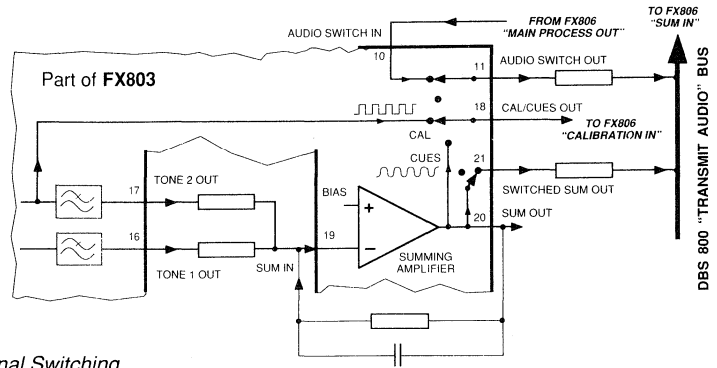 TO FX806
"SUM IN"
FROM FX806
"MAIN PROCESS OUT"
AUDIO SWITCH IN
10
11
AUDIO SWITCH OUT
Part of FX803
18
CAL/CUES OUT
CAL
TO FX806
"CALIBRATION IN"
CUES
21
SWITCHED SUM OUT
17
TONE 2 OUT
BIAS
+
20
SUM OUT
16
TONE 1 OUT
SUM IN
19
−
SUMMING
AMPLIFIER
DBS 800 "TRANSMIT AUDIO" BUS
nal Switching